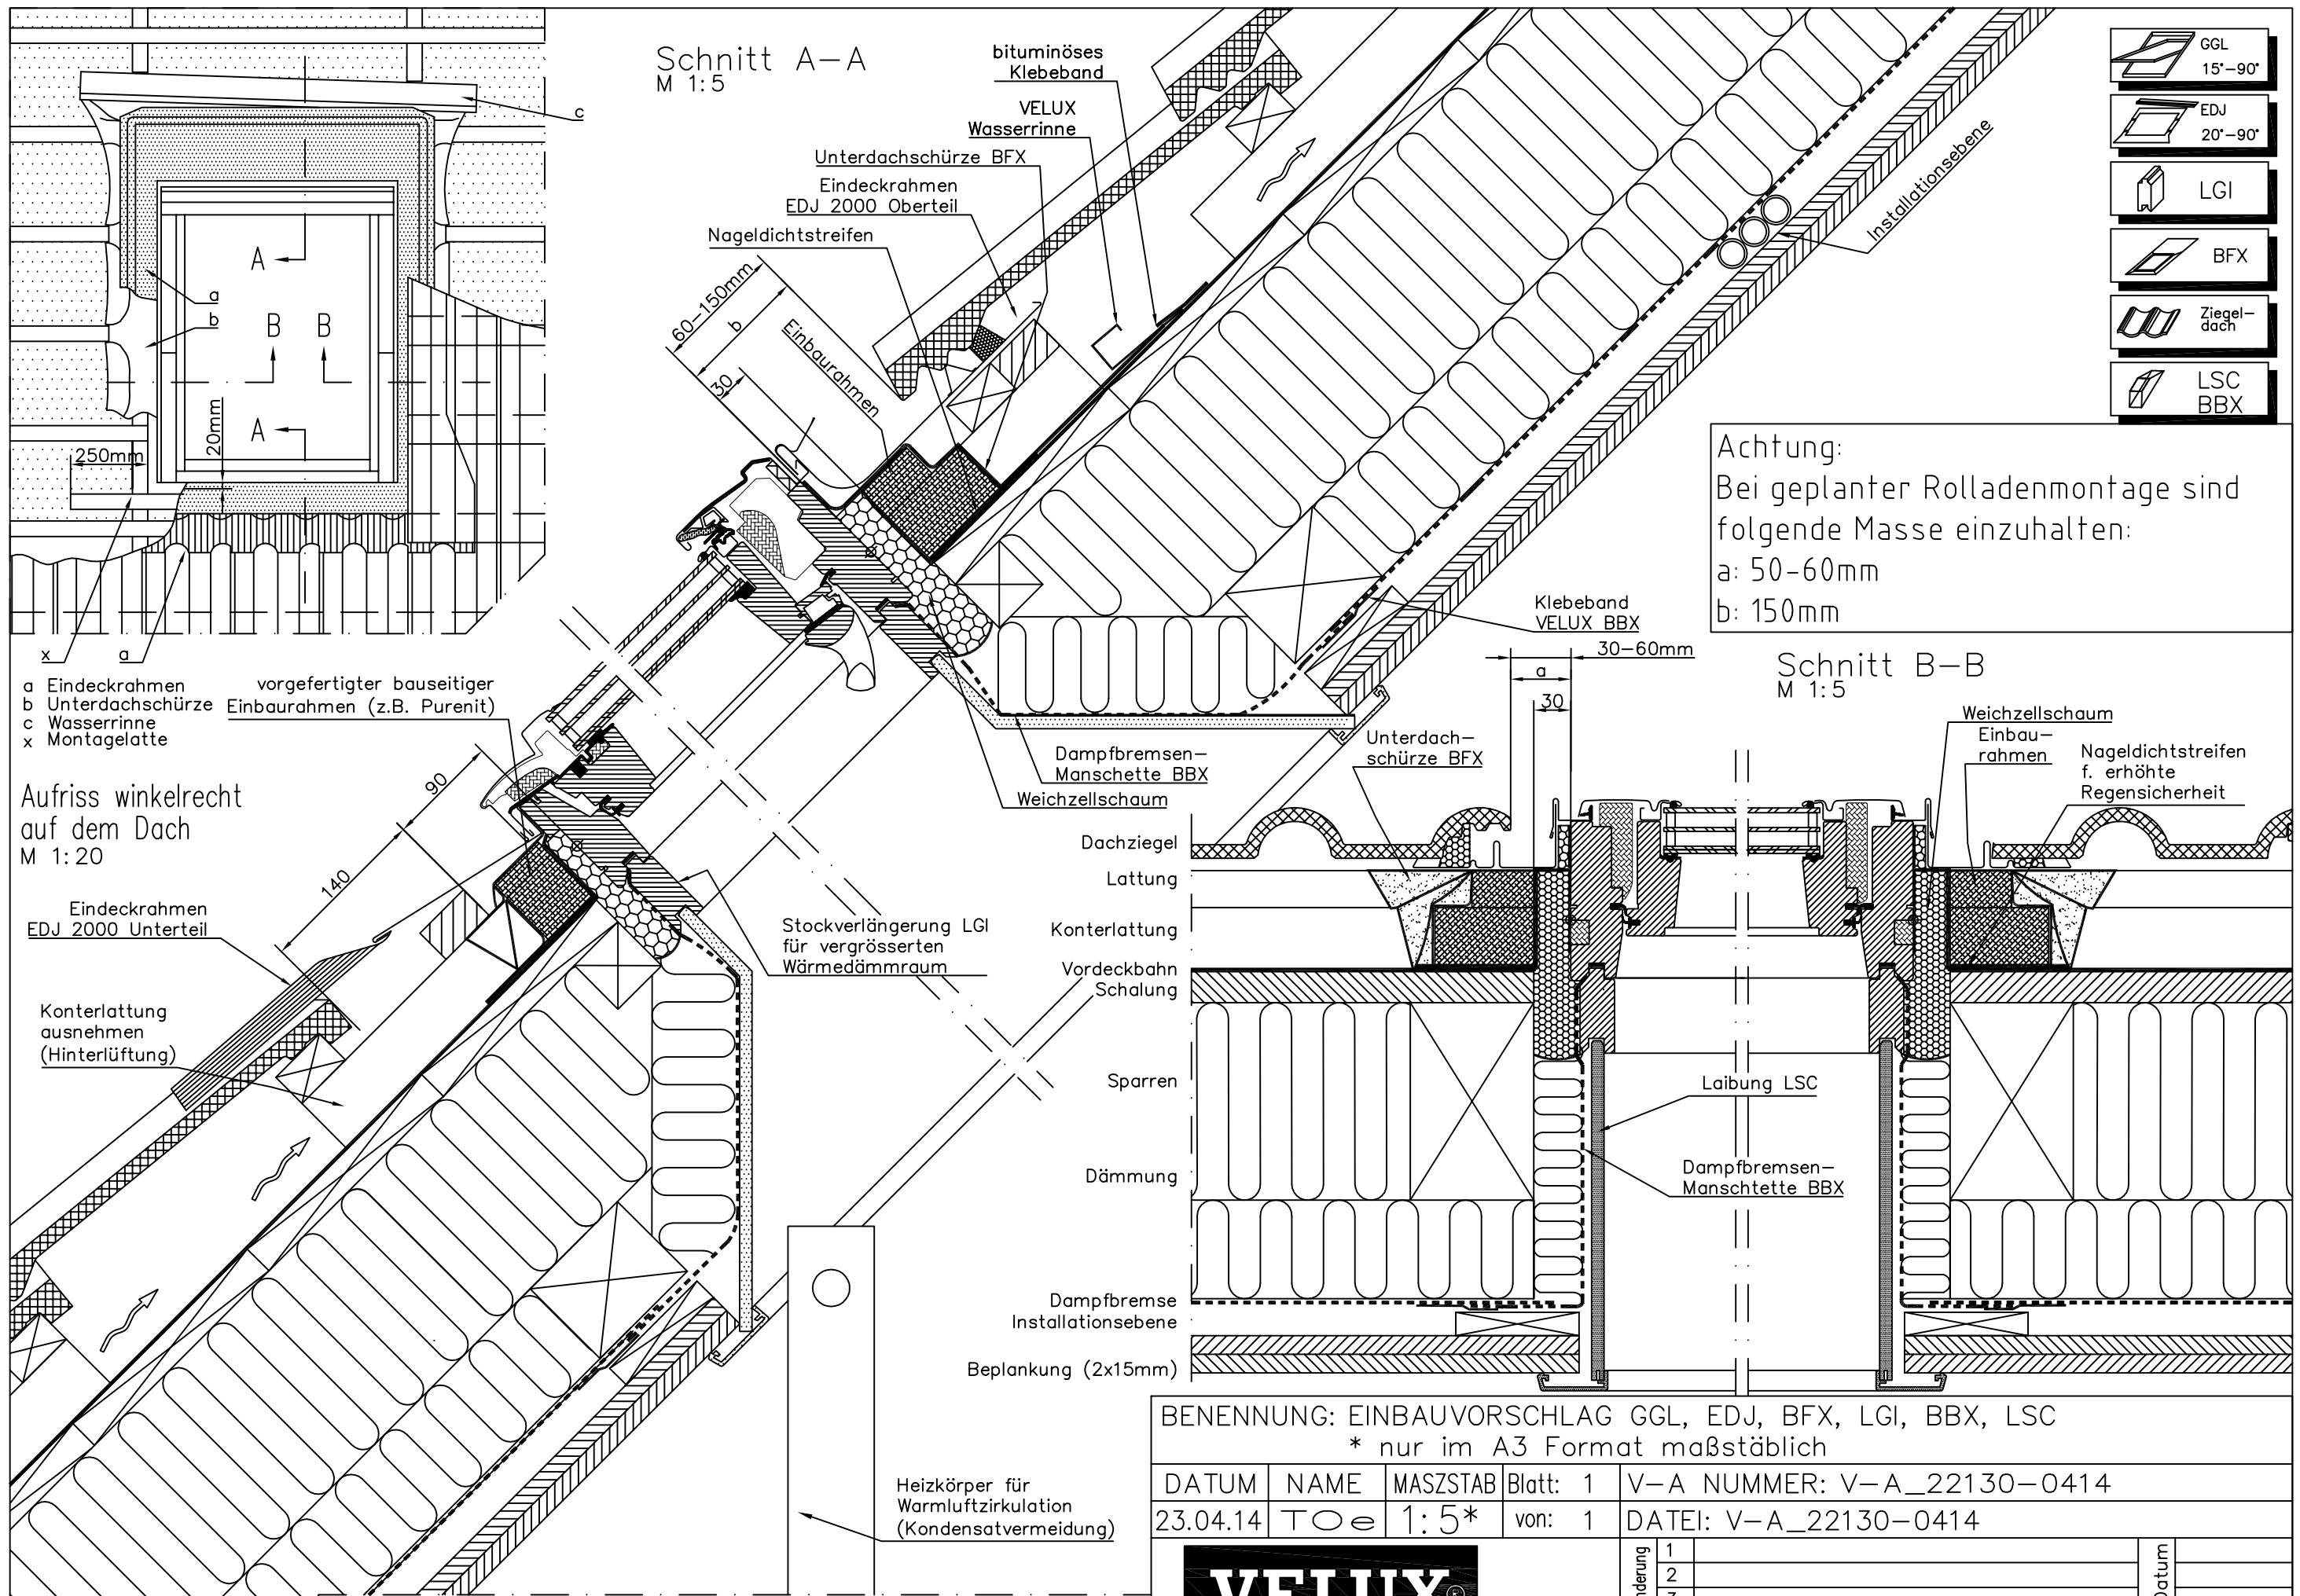 Schnitt A-A
M 1:5
bituminöses
Klebeband
VELUX
Wasserrinne
Unterdachschürze BFX
Eindeckrahmen
EDJ 2000 Oberteil
Nageldichtstreifen
60-150mm
b
30
Einbaurahmen
Installationsebene
GGL
15°-90°
EDJ
20°-90°
LGI
BFX
Ziegel-
dach
LSC
BBX
c
A
a
b
B B
A
20mm
250mm
x
a
a Eindeckrahmen
b Unterdachschürze
c Wasserrinne
x Montagelatte
vorgefertigter bauseitiger
Einbaurahmen (z.B. Purenit)
Aufriss winkelrecht
auf dem Dach
M 1:20
Achtung:
Bei geplanter Rolladenmontage sind
folgende Masse einzuhalten:
a: 50-60mm
b: 150mm
Klebeband
VELUX BBX
Dampfbremsen-
Manschette BBX
Weichzellschaum
90
140
Eindeckrahmen
EDJ 2000 Unterteil
Konterlattung
ausnehmen
(Hinterlüftung)
Stockverlängerung LGI
für vergrösserten
Wärmedämmraum
Heizkörper für
Warmluftzirkulation
(Kondensatvermeidung)
Schnitt B-B
M 1:5
30-60mm
a
30
Unterdach-
schürze BFX
Weichzellschaum
Einbau-
rahmen
Nageldichtstreifen
f. erhöhte
Regensicherheit
Dachziegel
Lattung
Konterlattung
Vordeckbahn
Schalung
Sparren
Dämmung
Dampfbremse
Installationsebene
Beplankung (2x15mm)
Laibung LSC
Dampfbremsen-
Manschtette BBX
BENENNUNG: EINBAUVORSCHLAG GGL, EDJ, BFX, LGI, BBX, LSC
* nur im A3 Format maßstäblich
DATUM NAME MASZSTAB Blatt: 1 V-A NUMMER: V-A_22130-0414
23.04.14 TOe 1:5* von: 1 DATEI: V-A_22130-0414
VELUX ®
1
2
Datum